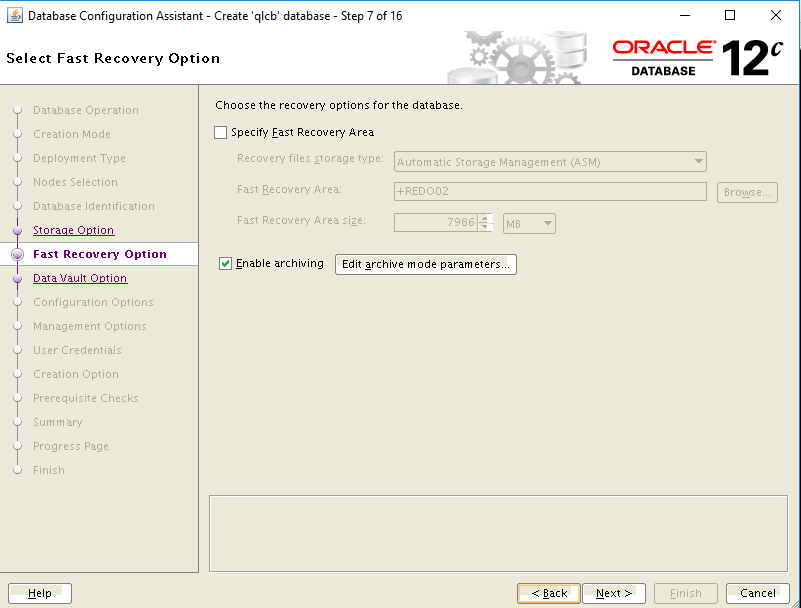 Database Configuration Assistant - Create 'qlcb' database - Step 7 of 16
Select Fast Recovery Option
ORACLE
DATABASE
12c
Database Operation
Creation Mode
Deployment Type
Nodes Selection
Database Identification
Storage Option
Fast Recovery Option
Data Vault Option
Configuration Options
Management Options
User Credentials
Creation Option
Prerequisite Checks
Summary
Progress Page
Finish
Choose the recovery options for the database.
Specify Fast Recovery Area
Recovery files storage type: Automatic Storage Management (ASM)
Fast Recovery Area: +REDO02 Browse...
Fast Recovery Area size: 7986 MB
Enable archiving Edit archive mode parameters...
Help < Back Next > Finish Cancel